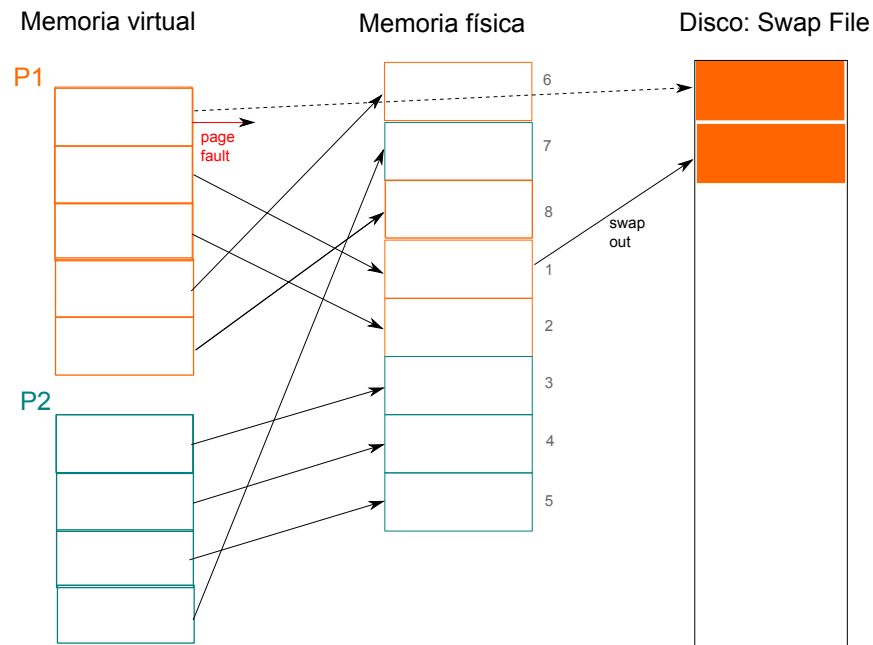 Memoria virtual
Memoria física
Disco: Swap File
P1
page
fault
6
7
8
1
2
3
4
5
swap
out
P2